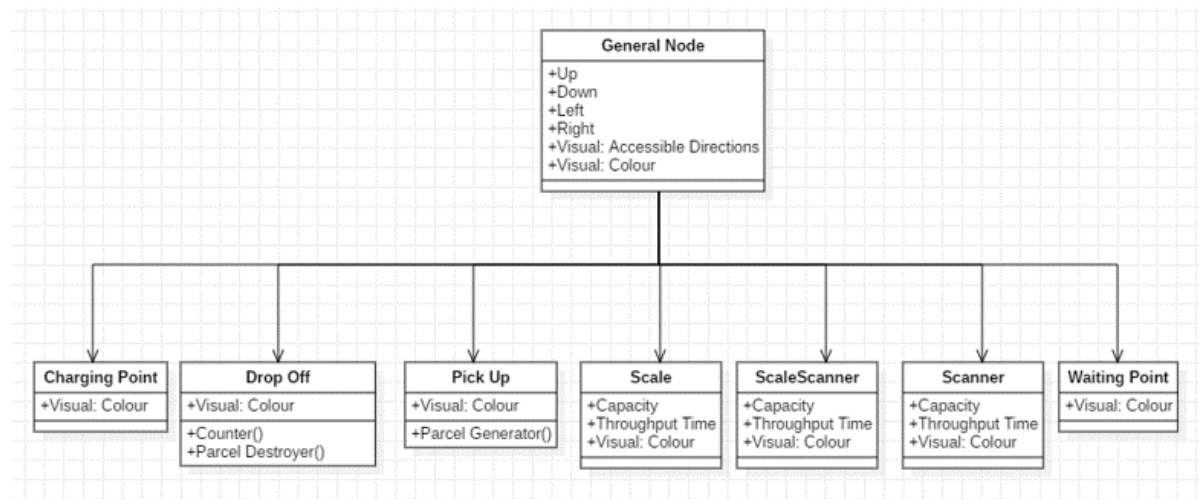 General Node
+Up
+Down
+Left
+Right
+Visual: Accessible Directions
+Visual: Colour
Charging Point
+Visual: Colour
Drop Off
+Visual: Colour
+Counter()
+Parcel Destroyer()
Pick Up
+Visual: Colour
+Parcel Generator()
Scale
+Capacity
+Throughput Time
+Visual: Colour
ScaleScanner
+Capacity
+Throughput Time
+Visual: Colour
Scanner
+Capacity
+Throughput Time
+Visual: Colour
Waiting Point
+Visual: Colour